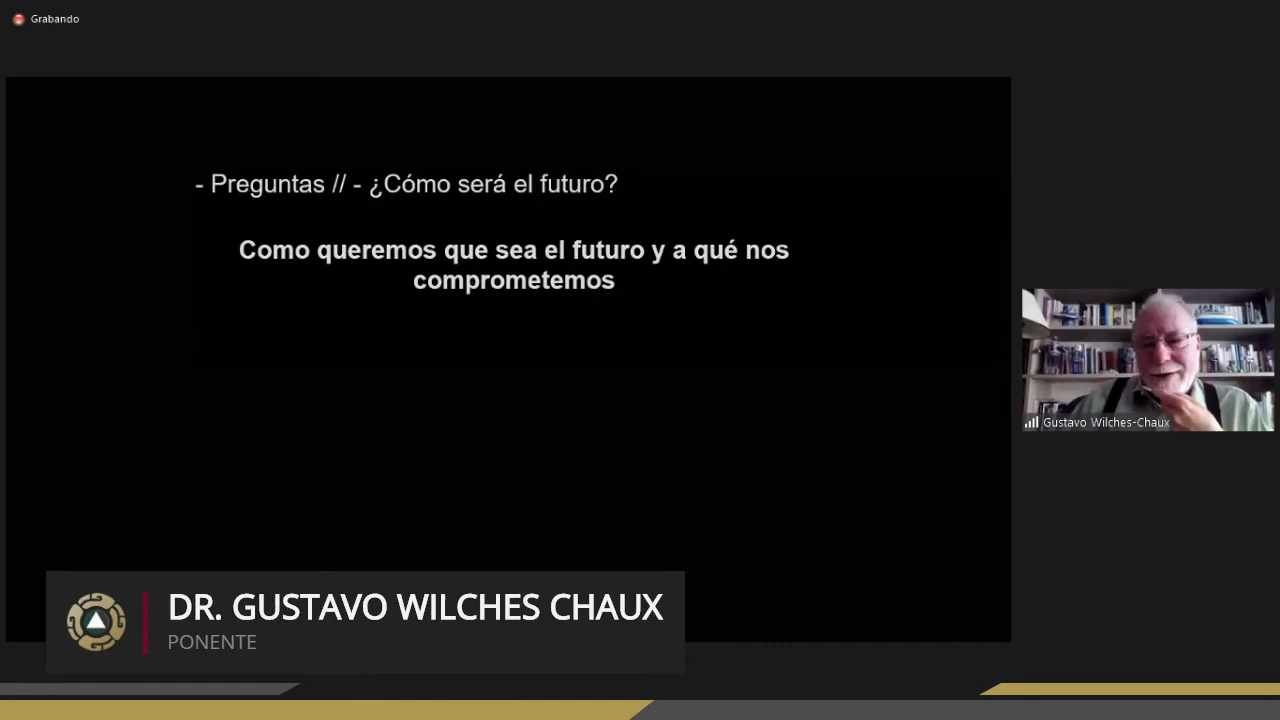 Grabando
- Preguntas // - ¿Cómo será el futuro?
Como queremos que sea el futuro y a qué nos
comprometemos
Gustavo Wilches-Chaux
DR. GUSTAVO WILCHES CHAUX
PONENTE